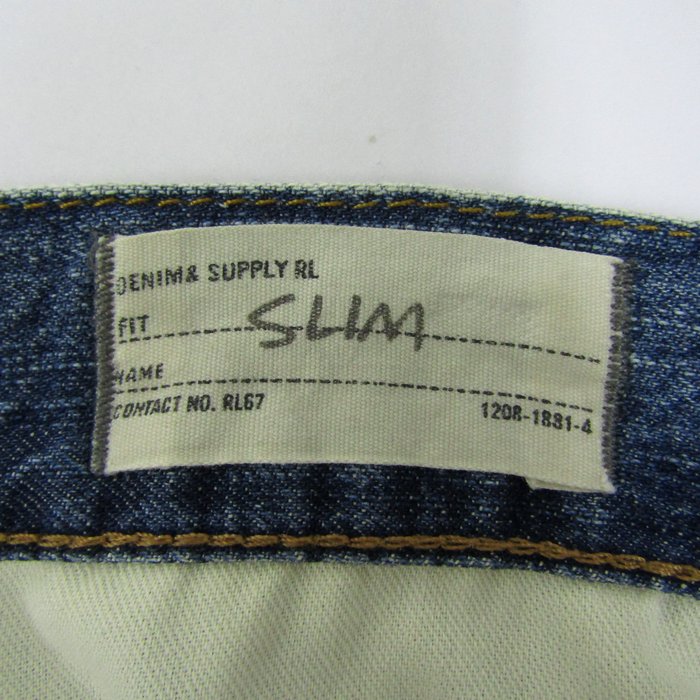 DENIM& SUPPLY RL
FIT SLIM
NAME
CONTACT NO. RL67 1208-1881-4